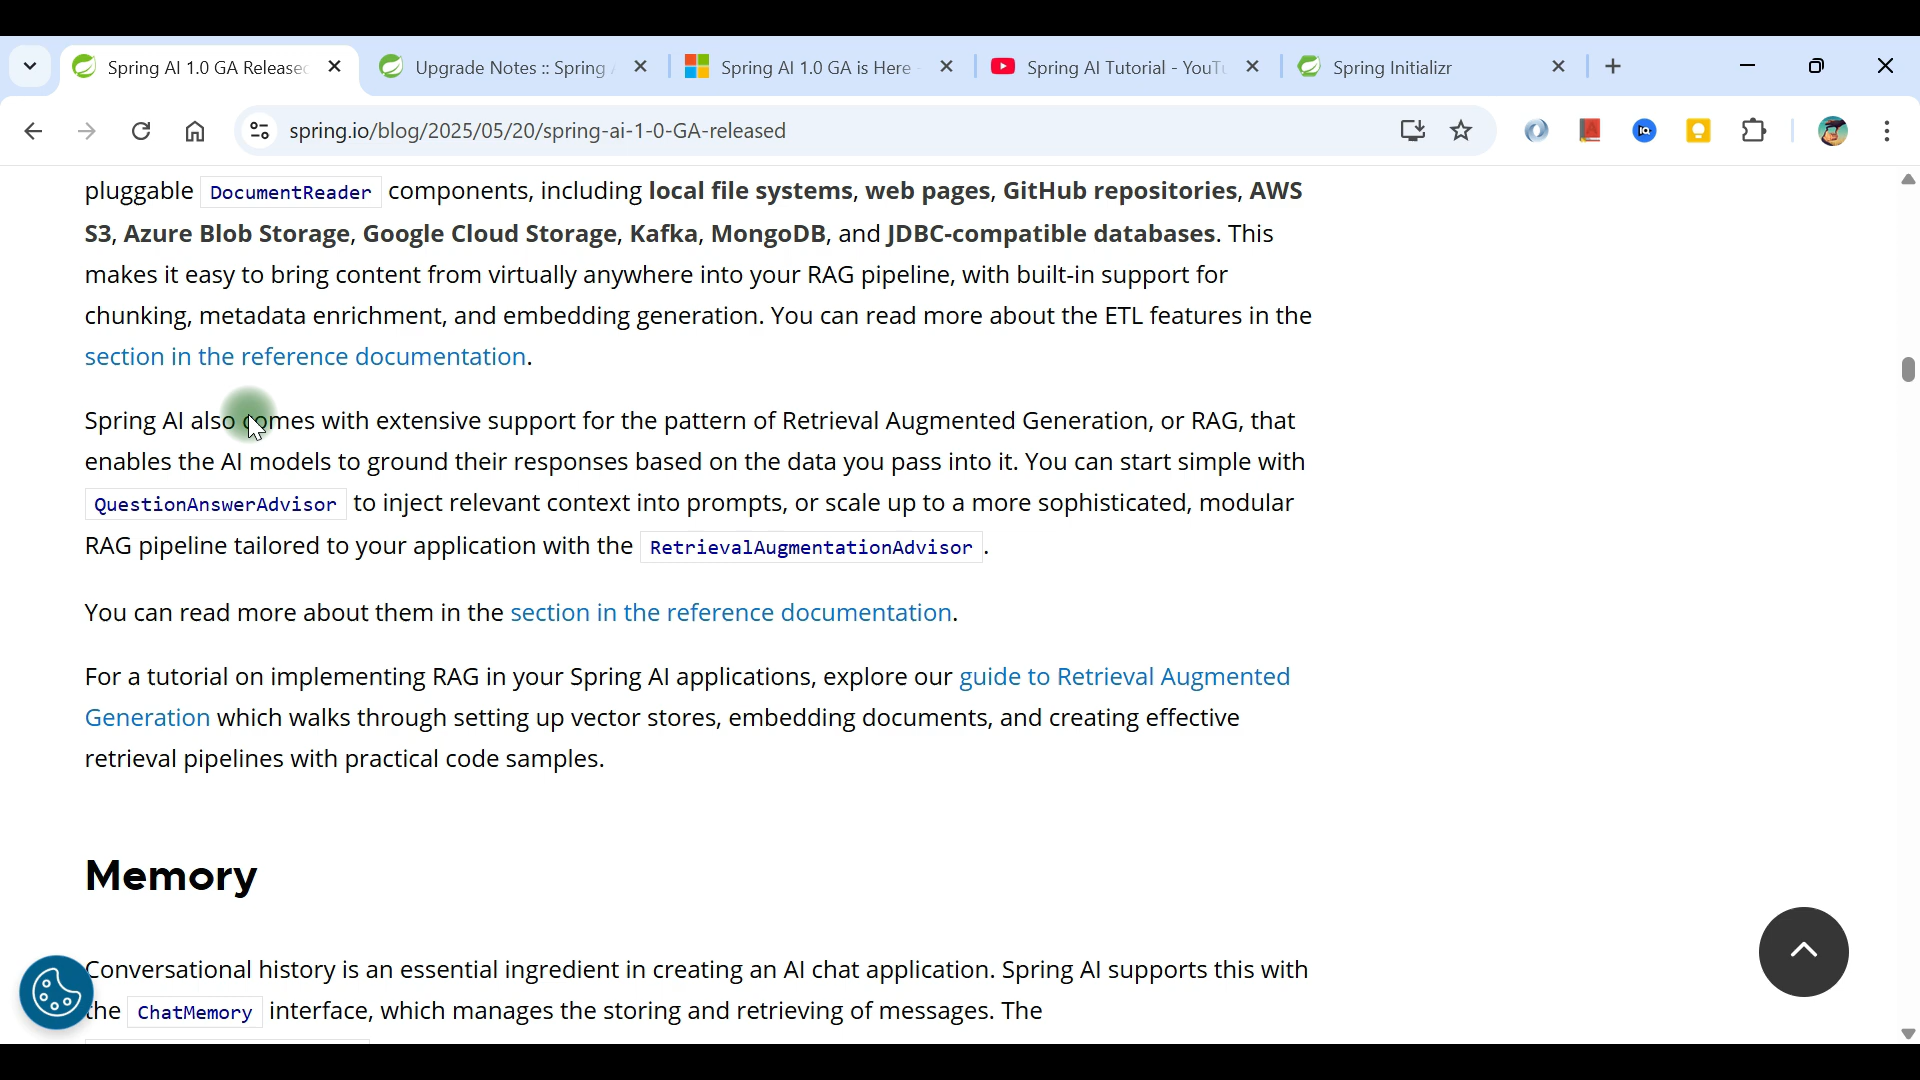 Spring AI 1.0 GA Released
Upgrade Notes :: Spring
Spring AI 1.0 GA is Here
Spring AI Tutorial - YouTu
Spring Initializr
spring.io/blog/2025/05/20/spring-ai-1-0-GA-released
pluggable DocumentReader components, including local file systems, web pages, GitHub repositories, AWS
S3, Azure Blob Storage, Google Cloud Storage, Kafka, MongoDB, and JDBC-compatible databases. This
makes it easy to bring content from virtually anywhere into your RAG pipeline, with built-in support for
chunking, metadata enrichment, and embedding generation. You can read more about the ETL features in the
section in the reference documentation.
Spring AI also comes with extensive support for the pattern of Retrieval Augmented Generation, or RAG, that
enables the AI models to ground their responses based on the data you pass into it. You can start simple with
QuestionAnswerAdvisor to inject relevant context into prompts, or scale up to a more sophisticated, modular
RAG pipeline tailored to your application with the RetrievalAugmentationAdvisor.
You can read more about them in the section in the reference documentation.
For a tutorial on implementing RAG in your Spring AI applications, explore our guide to Retrieval Augmented
Generation which walks through setting up vector stores, embedding documents, and creating effective
retrieval pipelines with practical code samples.
Memory
Conversational history is an essential ingredient in creating an AI chat application. Spring AI supports this with
the ChatMemory interface, which manages the storing and retrieving of messages. The